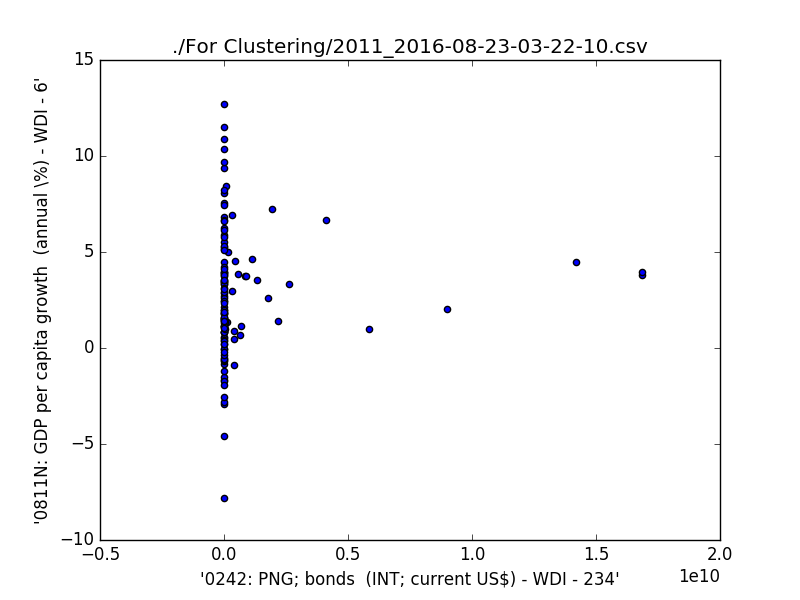 ./For Clustering/2011_2016-08-23-03-22-10.csv
15
10
5
0
−5
−10
'0811N: GDP per capita growth  (annual \%) - WDI - 6'
−0.5 0.0 0.5 1.0 1.5 2.0
1e10
'0242: PNG; bonds  (INT; current US$) - WDI - 234'